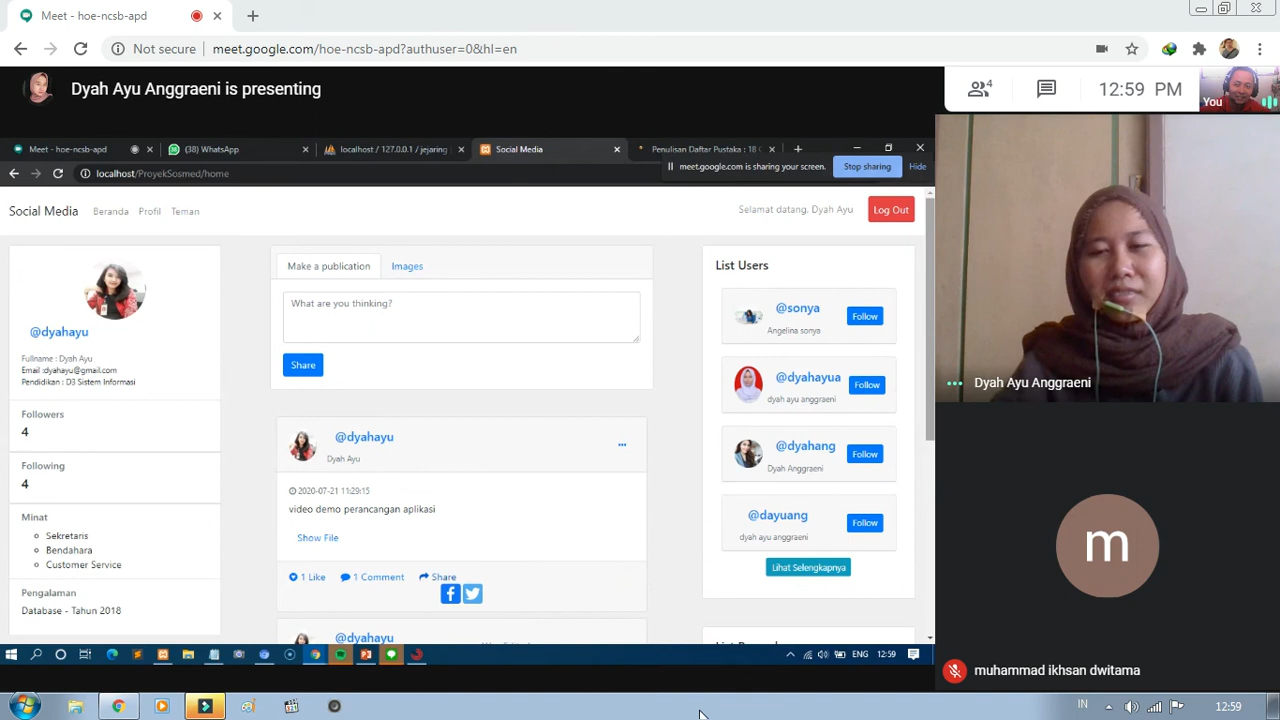 Meet - hoe-ncsb-apd
Not secure | meet.google.com/hoe-ncsb-apd?authuser=0&hl=en
Dyah Ayu Anggraeni is presenting
4
12:59 PM
You
Meet - hoe-ncsb-apd
(38) WhatsApp
localhost / 127.0.0.1 / jejaring
Social Media
Penulisan Daftar Pustaka : 18 C
localhost/ProyekSosmed/home
meet.google.com is sharing your screen.
Stop sharing
Hide
Social Media
Beranda
Profil
Teman
Selamat datang, Dyah Ayu
Log Out
@dyahayu
Fullname : Dyah Ayu
Email :dyahayu@gmail.com
Pendidikan : D3 Sistem Informasi
Followers
4
Following
4
Minat
Sekretaris
Bendahara
Customer Service
Pengalaman
Database - Tahun 2018
Make a publication
Images
What are you thinking?
Share
@dyahayu
Dyah Ayu
2020-07-21 11:29:15
video demo perancangan aplikasi
Show File
1 Like
1 Comment
Share
@dyahayu
List Users
@sonya
Angelina sonya
Follow
@dyahayua
dyah ayu anggraeni
Follow
@dyahang
Dyah Anggraeni
Follow
@dayuang
dyah ayu anggraeni
Follow
Lihat Selengkapnya
ENG
12:59
Dyah Ayu Anggraeni
m
muhammad ikhsan dwitama
IN
12:59